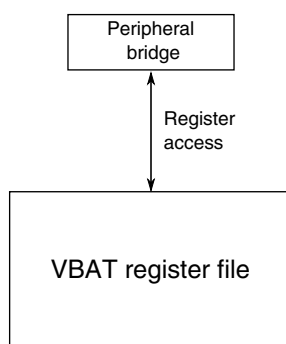 Peripheral
bridge
Register
access
VBAT register file